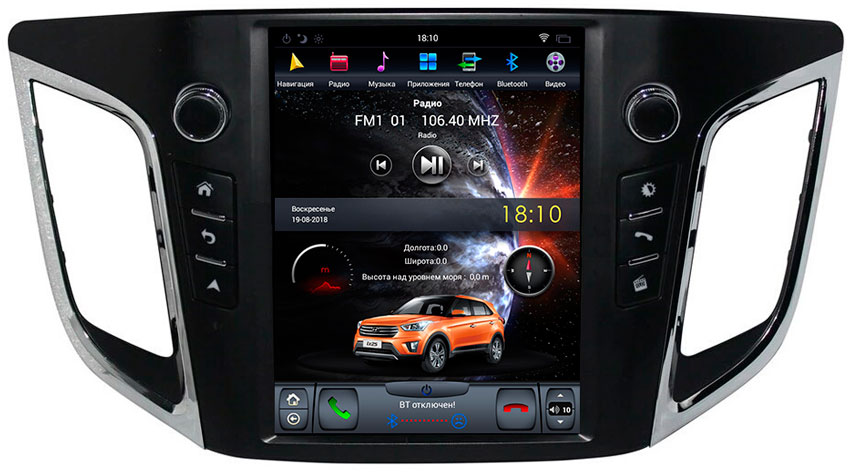 18:10
Навигация Радио Музыка Приложения Телефон Bluetooth Видео
Радио
FM1 01 106.40 MHZ
Radio
Воскресенье
19-08-2018
18:10
Долгота:0.0
Широта:0.0
Высота над уровнем моря : 0,0 m
m
ix25
BT отключен!
10